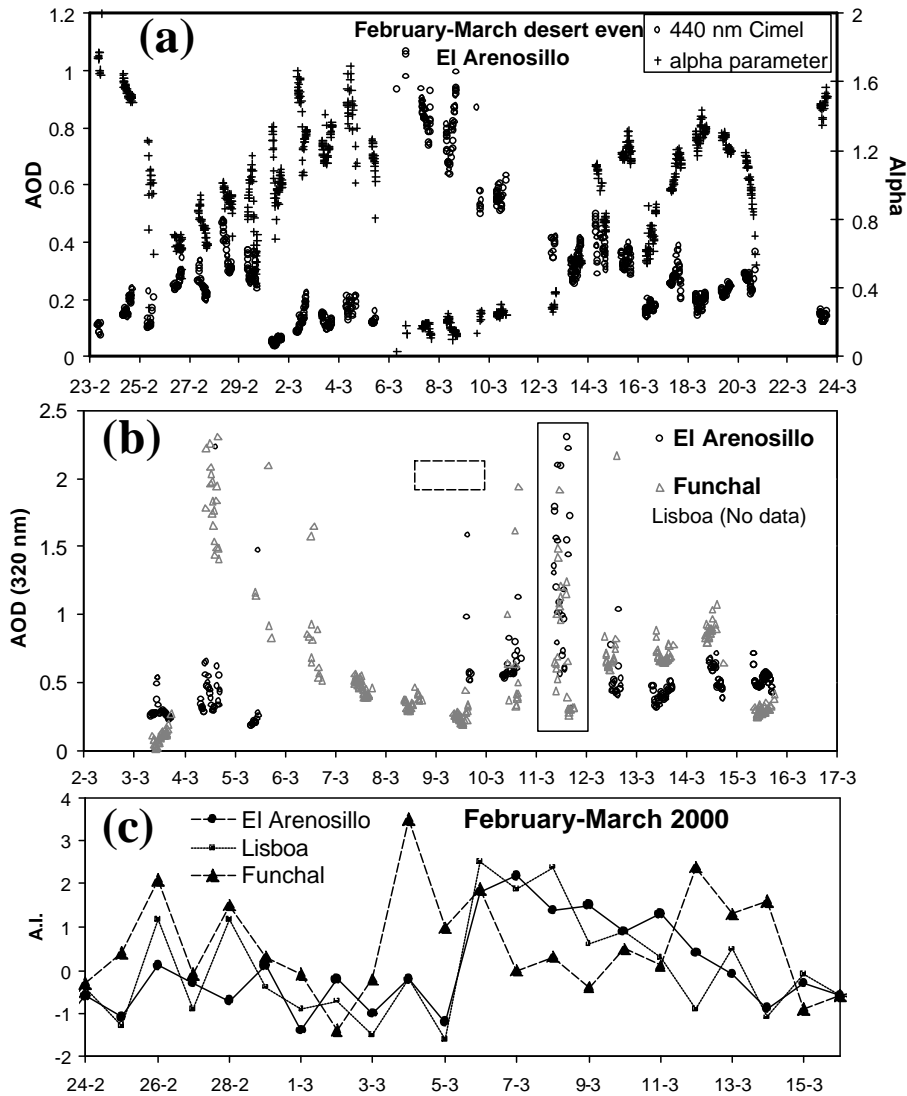 (a)
February-March desert even
El Arenosillo
440 nm Cimel
alpha parameter
AOD
Alpha
1.2
1
0.8
0.6
0.4
0.2
0
2
1.6
1.2
0.8
0.4
0
23-2 25-2 27-2 29-2 2-3 4-3 6-3 8-3 10-3 12-3 14-3 16-3 18-3 20-3 24-3
(b)
El Arenosillo
Funchal
Lisboa (No data)
AOD (320 nm)
2.5
2
1.5
1
0.5
0
2-3 3-3 4-3 5-3 6-3 7-3 8-3 9-3 10-3 11-3 12-3 13-3 14-3 15-3 16-3 17-3
(c)
El Arenosillo
Lisboa
Funchal
February-March 2000
A.I.
4
3
2
1
0
-1
-2
24-2 26-2 28-2 1-3 3-3 5-3 7-3 9-3 11-3 13-3 15-3